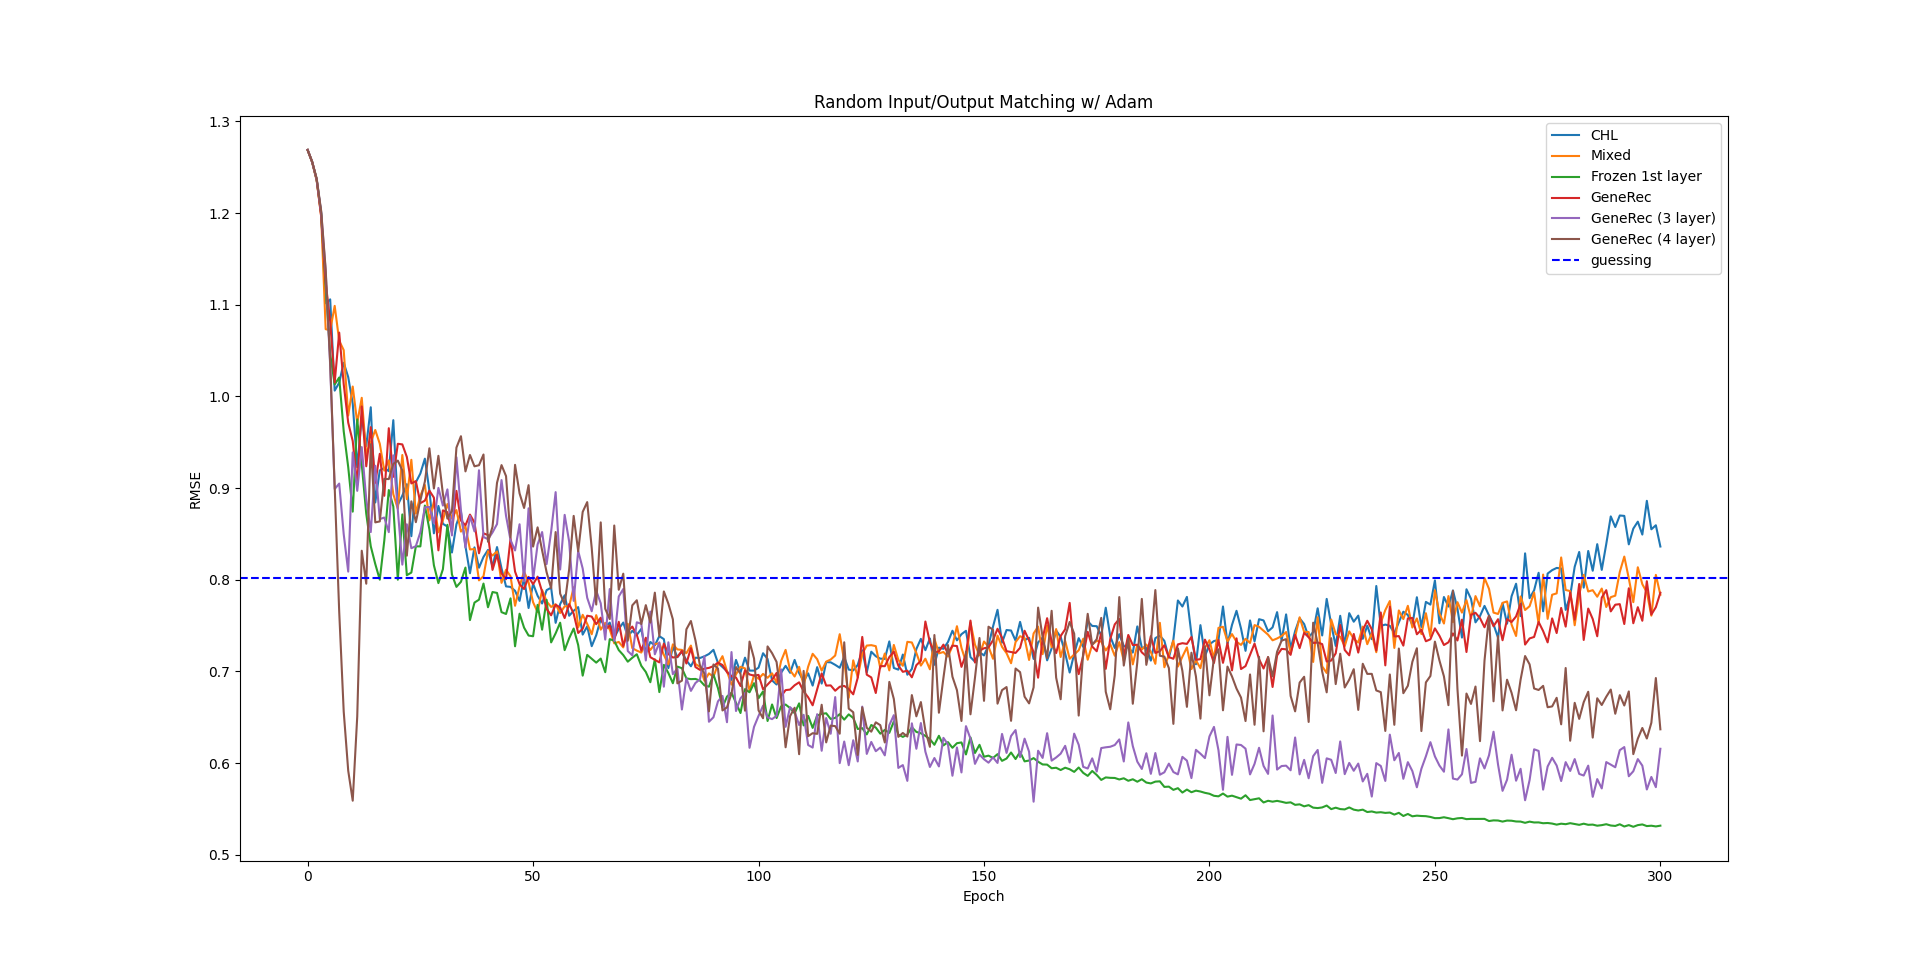 Random Input/Output Matching w/ Adam
1.3
1.2
1.1
1.0
0.9
0.8
0.7
0.6
0.5
RMSE
0
50
100
150
200
250
300
Epoch
CHL
Mixed
Frozen 1st layer
GeneRec
GeneRec (3 layer)
GeneRec (4 layer)
guessing